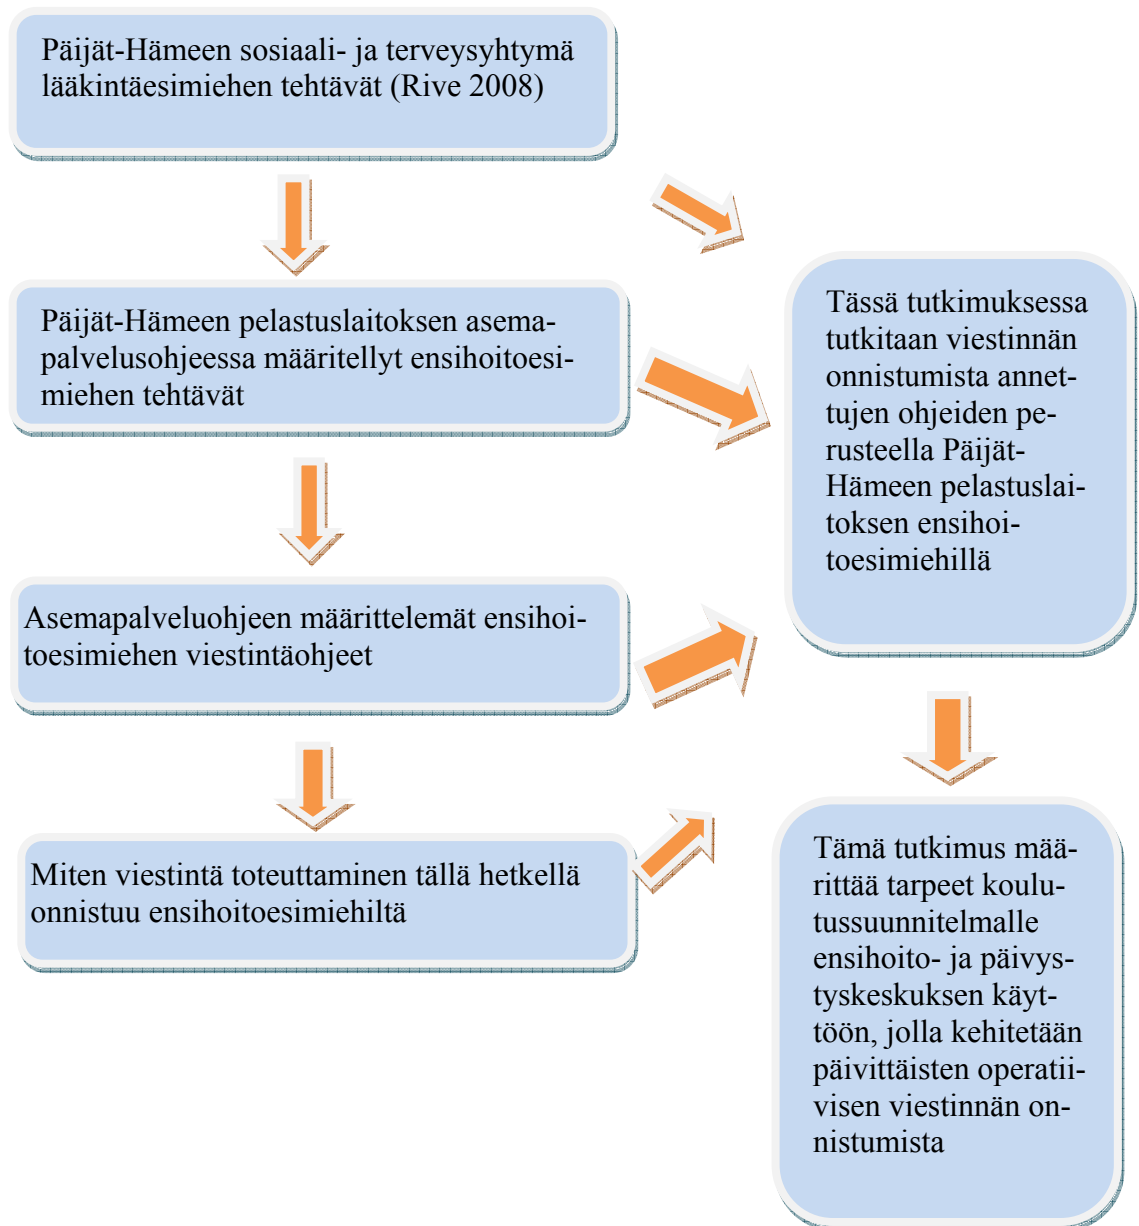 Päijät-Hämeen sosiaali- ja terveysyhtymä
lääkintäesimiehen tehtävät (Rive 2008)
Päijät-Hämeen pelastuslaitoksen asema-
palvelusohjeessa määritellyt ensihoitoesi-
miehen tehtävät
Asemapalveluohjeen määrittelemät ensihoi-
toesimiehen viestintäohjeet
Miten viestintä toteuttaminen tällä hetkellä
onnistuu ensihoitoesimiehiltä
Tässä tutkimuksessa
tutkitaan viestinnän
onnistumista annet-
tujen ohjeiden pe-
rusteella Päijät-
Hämeen pelastuslai-
toksen ensihoi-
toesimiehillä
Tämä tutkimus mää-
rittää tarpeet koulu-
tussuunnitelmalle
ensihoito- ja päivys-
tyskeskuksen käyt-
töön, jolla kehitetään
päivittäisten operatii-
visen viestinnän on-
nistumista